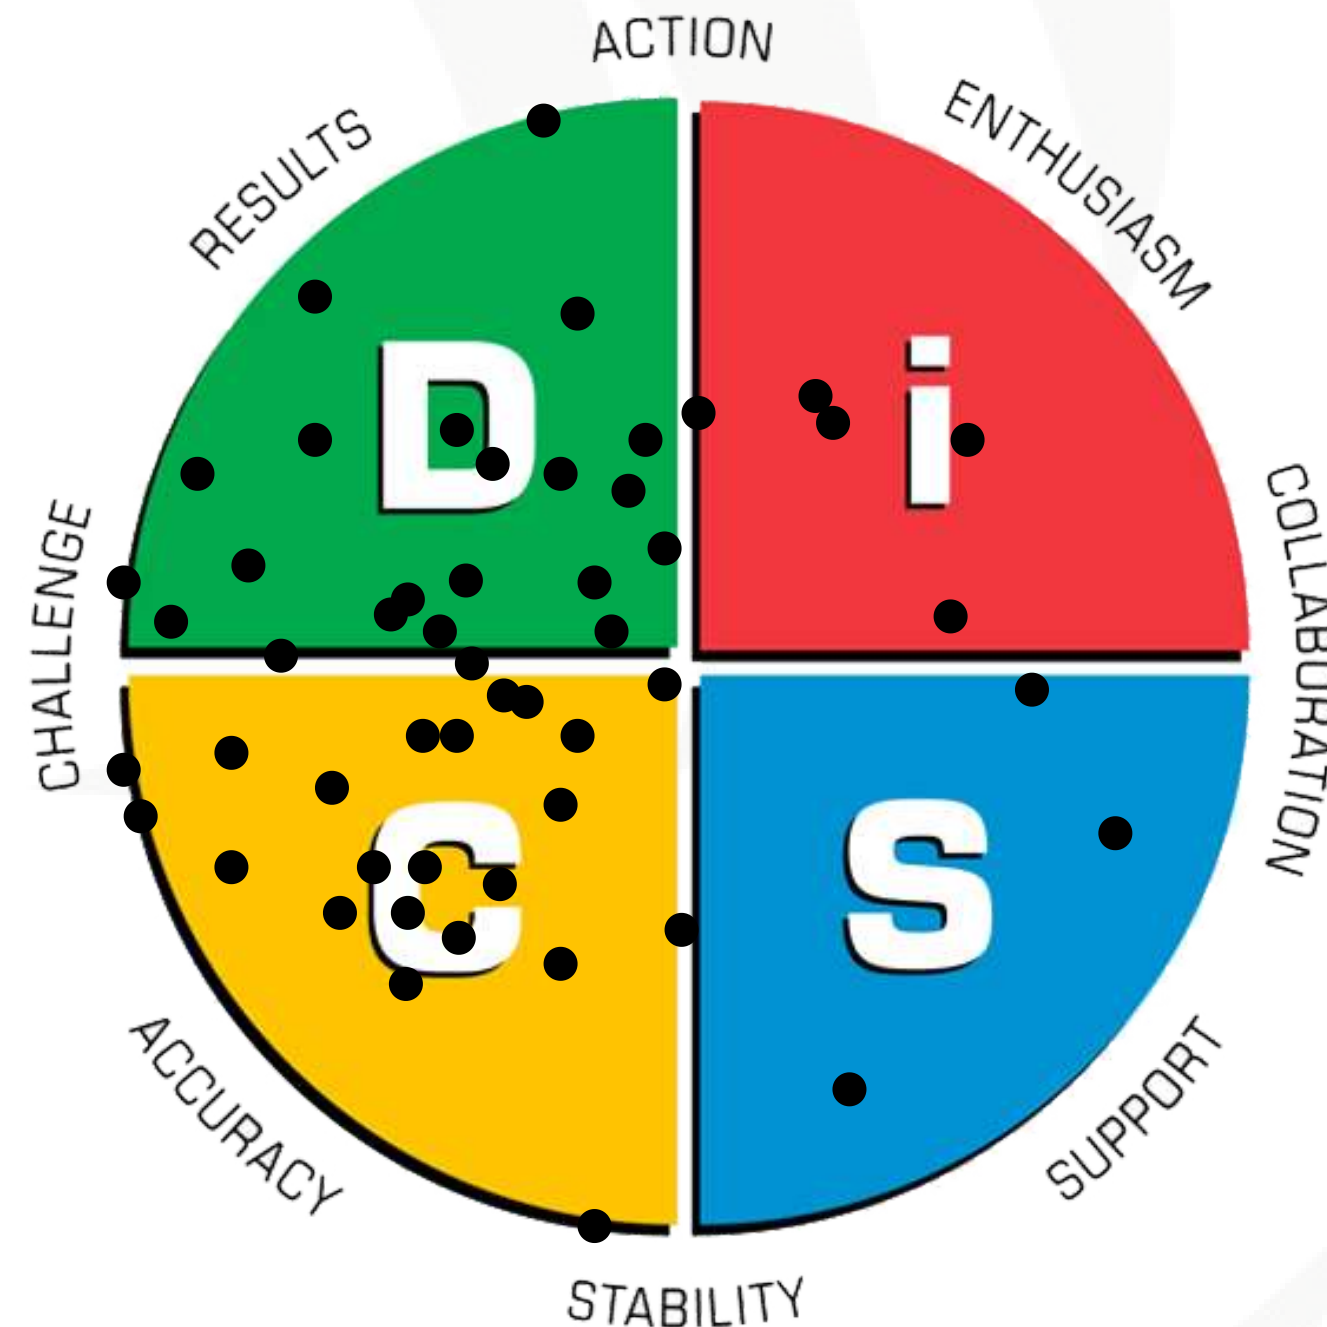 ACTION
RESULTS
ENTHUSIASM
D
i
CHALLENGE
COLLABORATION
C
S
ACCURACY
SUPPORT
STABILITY